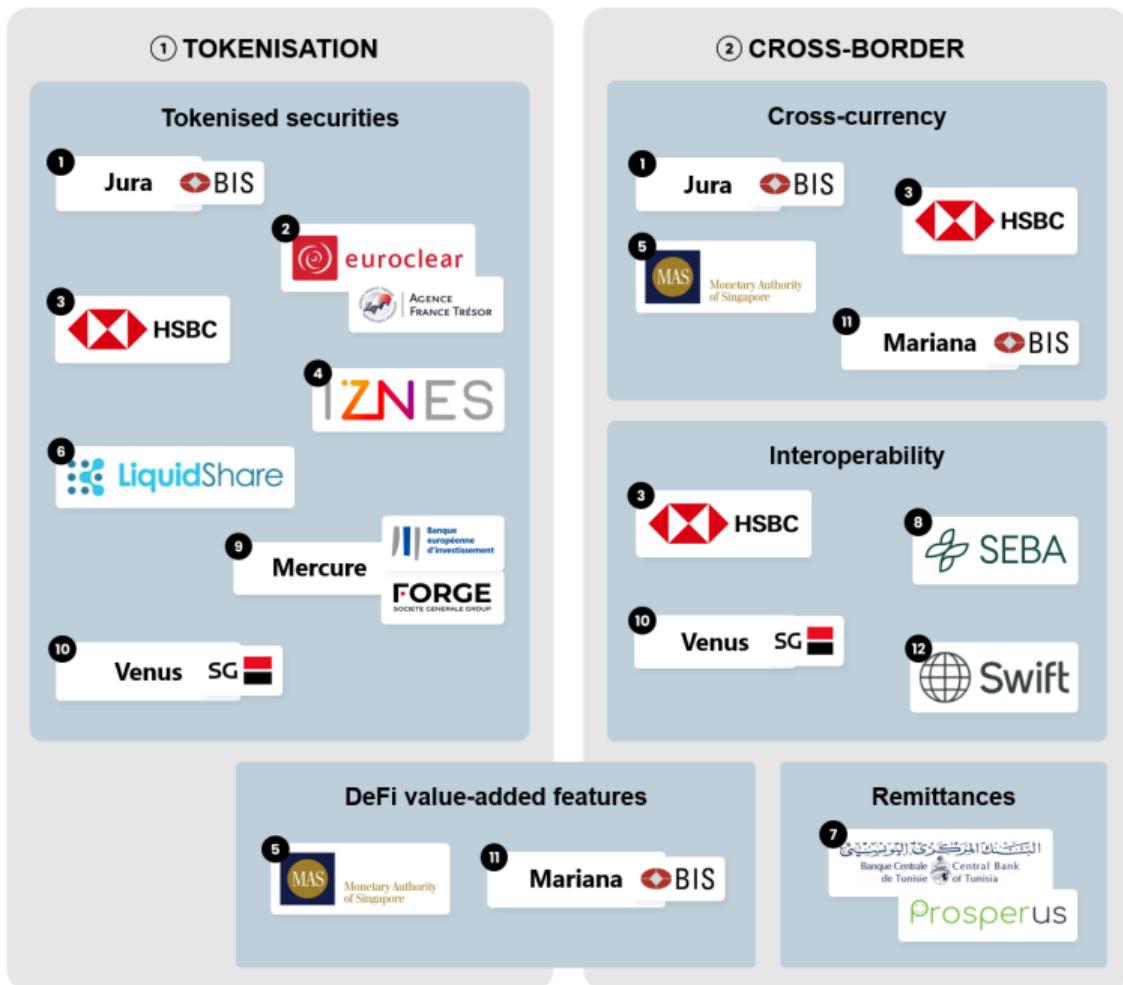 ① TOKENISATION
Tokenised securities
1
Jura
BIS
2
euroclear
AGENCE
FRANCE TRÉSOR
3
HSBC
4
IZNES
6
LiquidShare
9
Mercure
Banque
européenne
d'investissement
FORGE
SOCIETE GENERALE GROUP
10
Venus
SG
② CROSS-BORDER
Cross-currency
1
Jura
BIS
3
HSBC
5
MAS
Monetary Authority
of Singapore
11
Mariana
BIS
Interoperability
3
HSBC
8
SEBA
10
Venus
SG
12
Swift
DeFi value-added features
5
MAS
Monetary Authority
of Singapore
11
Mariana
BIS
Remittances
7
البنك المركزي التونسي
Banque Centrale
de Tunisie
Central Bank
of Tunisia
Prosperus